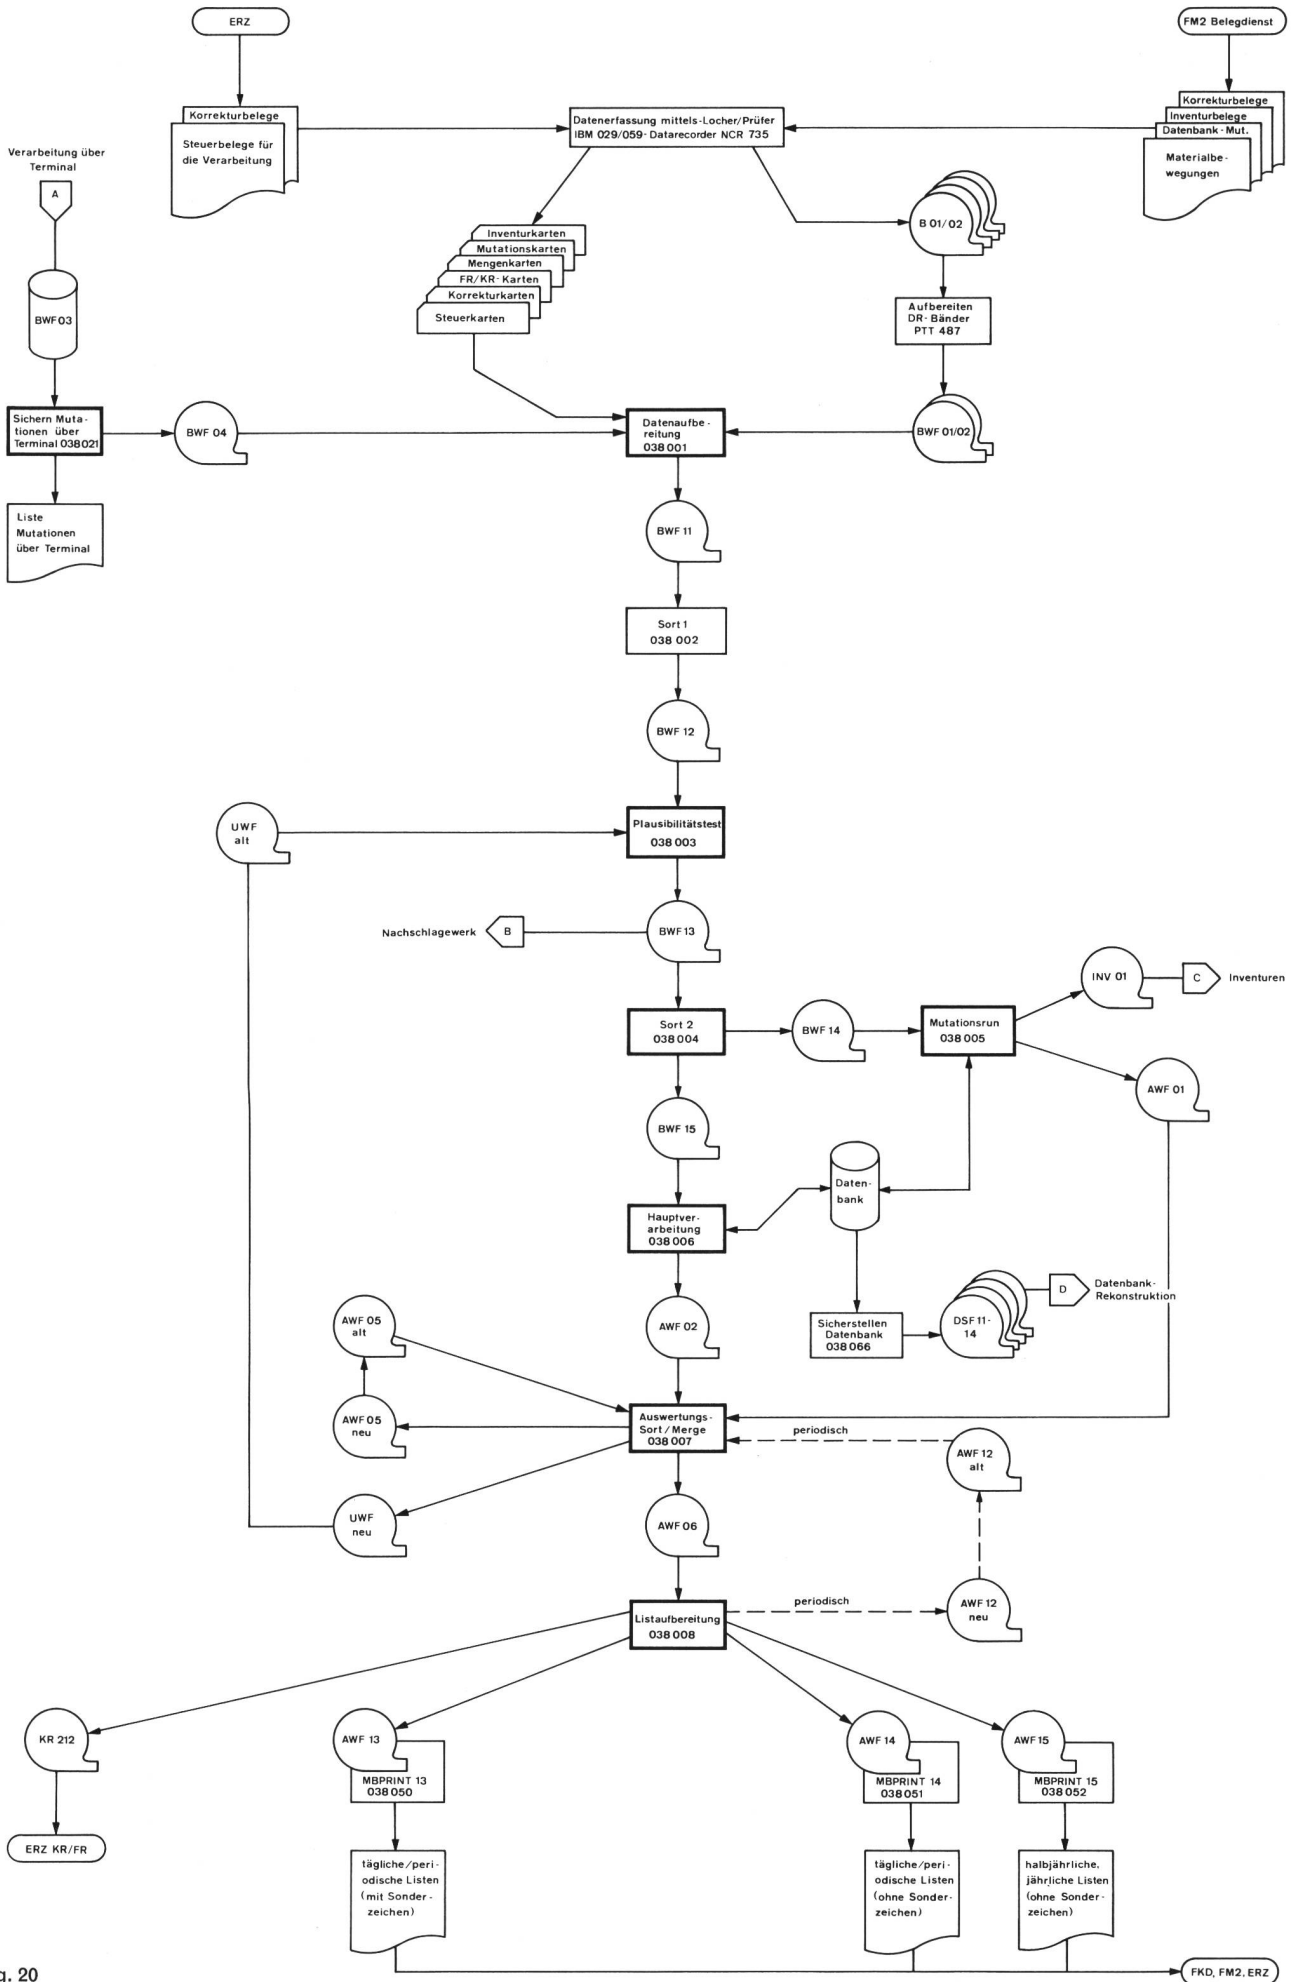 ERZ
FM2 Belegdienst
Korrekturbelege
Steuerbelege für
die Verarbeitung
Datenerfassung mittels-Locher/Prüfer
IBM 029/059-Datarecorder NCR 735
Korrekturbelege
Inventurbelege
Datenbank-Mut.
Materialbe-
wegungen
Verarbeitung über
Terminal
A
BWF03
Inventurkarten
Mutationskarten
Mengenkarten
FR/KR-Karten
Korrekturkarten
Steuerkarten
B 01/02
Aufbereiten
DR-Bänder
PTT 487
Sichern Muta-
tionen über
Terminal 038021
BWF 04
Datenaufbe-
reitung
038 001
BWF 01/02
Liste
Mutationen
über Terminal
BWF 11
Sort 1
038 002
BWF 12
UWF
alt
Plausibilitätstest
038 003
Nachschlagewerk
B
BWF 13
INV 01
C
Inventuren
Sort 2
038 004
BWF 14
Mutationsrun
038 005
AWF 01
BWF 15
Daten-
bank
Hauptver-
arbeitung
038 006
D
Datenbank-
Rekonstruktion
AWF 05
alt
AWF 02
Sicherstellen
Datenbank
038 066
DSF 11-
14
AWF 05
neu
Auswertungs-
Sort/Merge
038 007
periodisch
AWF 12
alt
UWF
neu
AWF 06
periodisch
AWF 12
neu
Listaufbereitung
038 008
KR 212
AWF 13
MBPRINT 13
038 050
AWF 14
MBPRINT 14
038 051
AWF 15
MBPRINT 15
038 052
ERZ KR/FR
tägliche/peri-
odische Listen
(mit Sonder-
zeichen)
tägliche/peri-
odische Listen
(ohne Sonder-
zeichen)
halbjährliche,
jährliche Listen
(ohne Sonder-
zeichen)
g. 20
FKD, FM2, ERZ